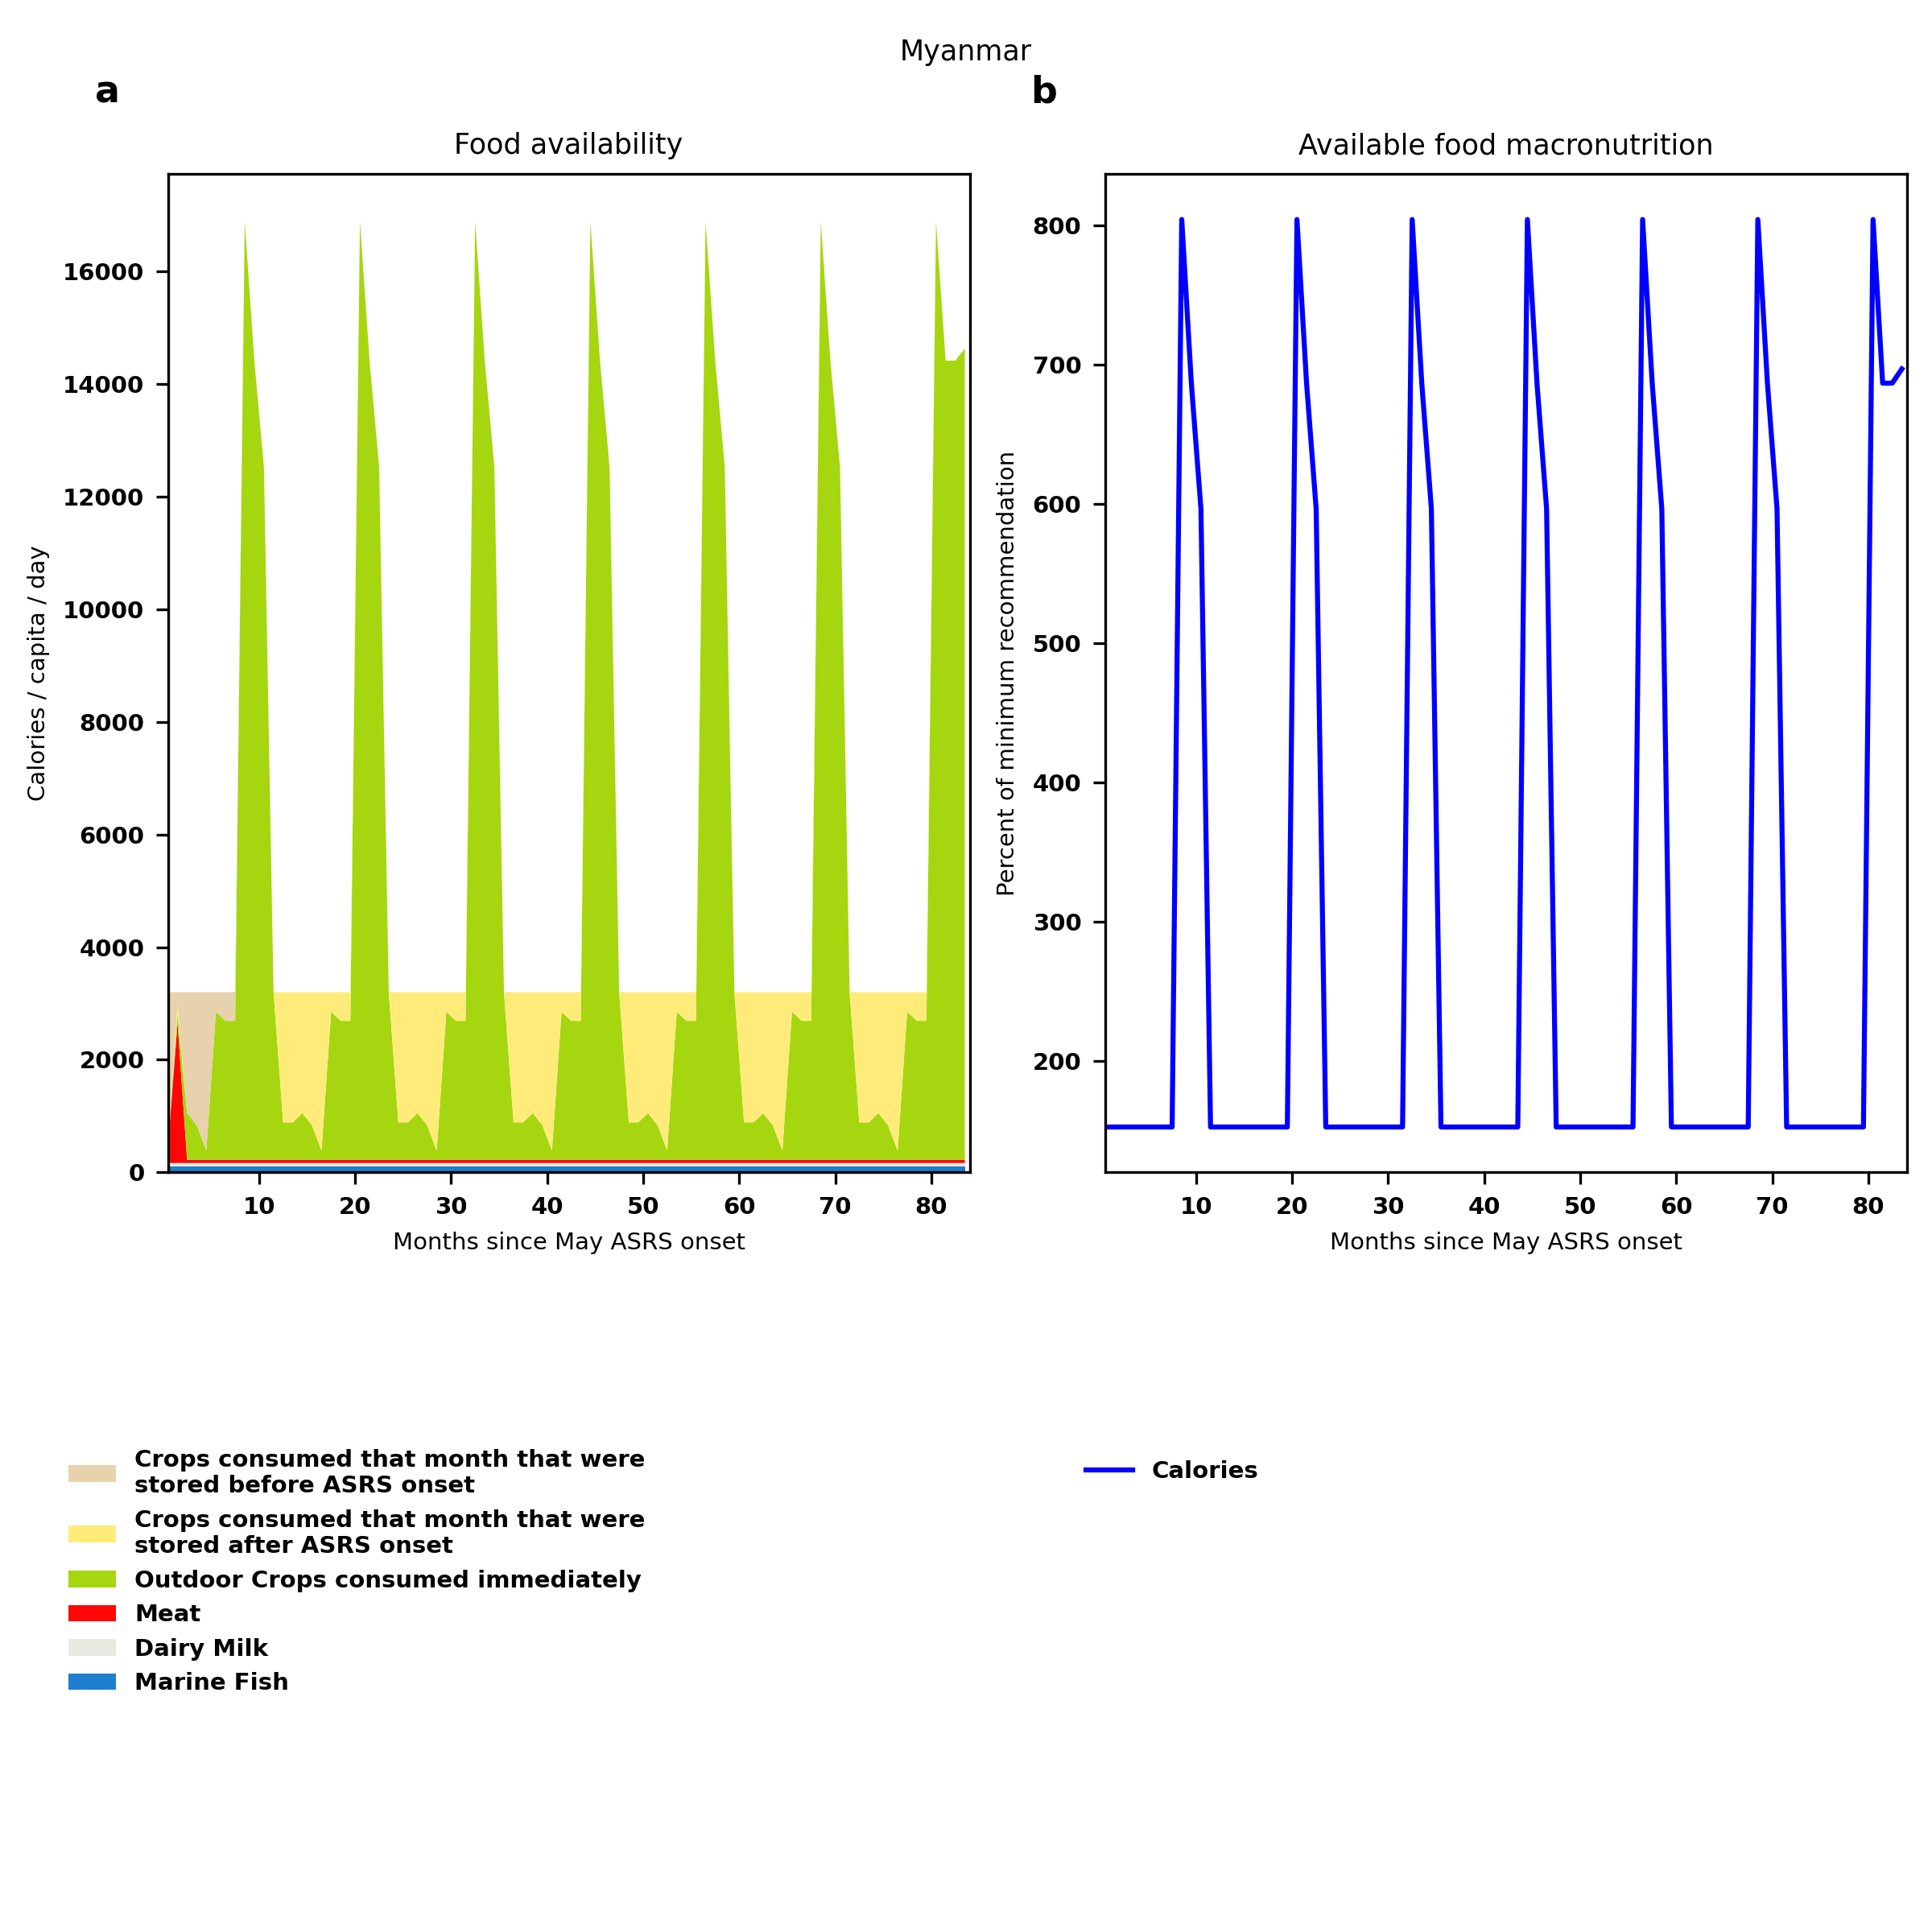 Myanmar
a
Food availability
Calories / capita / day
16000
14000
12000
10000
8000
6000
4000
2000
0
10 20 30 40 50 60 70 80
Months since May ASRS onset
b
Available food macronutrition
Percent of minimum recommendation
800
700
600
500
400
300
200
10 20 30 40 50 60 70 80
Months since May ASRS onset
Crops consumed that month that were
stored before ASRS onset
Crops consumed that month that were
stored after ASRS onset
Outdoor Crops consumed immediately
Meat
Dairy Milk
Marine Fish
Calories